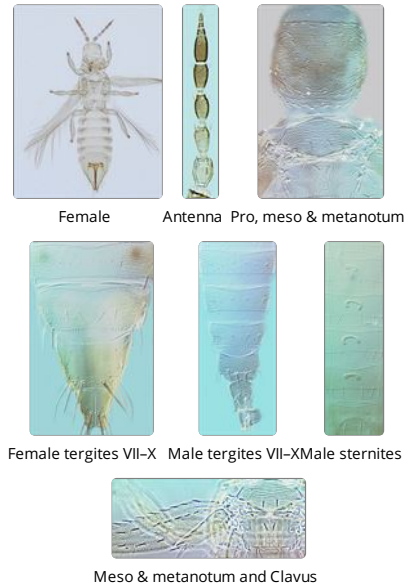 Female
Antenna
Pro, meso & metanotum
Female tergites VII–X
Male tergites VII–X
Male sternites
Meso & metanotum and Clavus